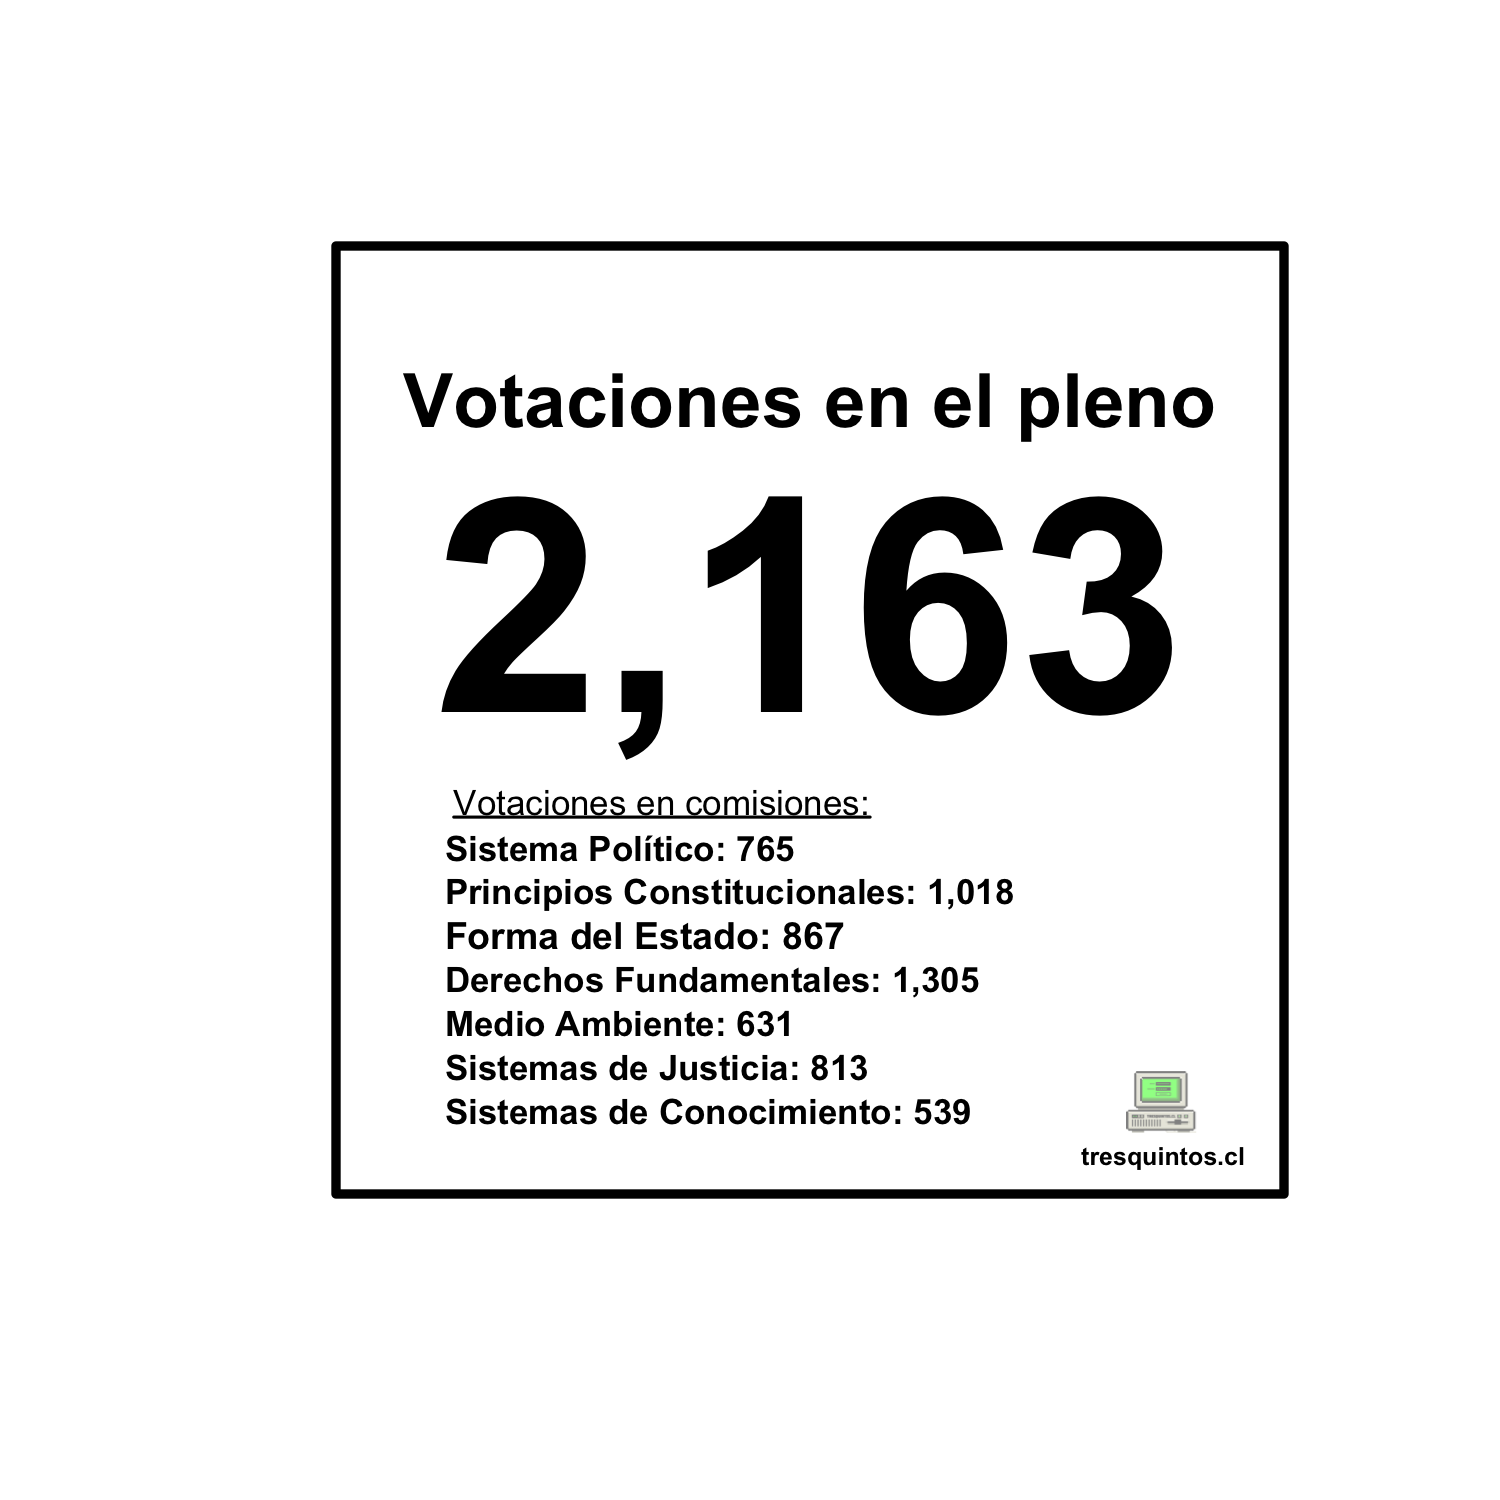 Votaciones en el pleno
2,163
Votaciones en comisiones:
Sistema Político: 765
Principios Constitucionales: 1,018
Forma del Estado: 867
Derechos Fundamentales: 1,305
Medio Ambiente: 631
Sistemas de Justicia: 813
Sistemas de Conocimiento: 539
tresquintos.cl